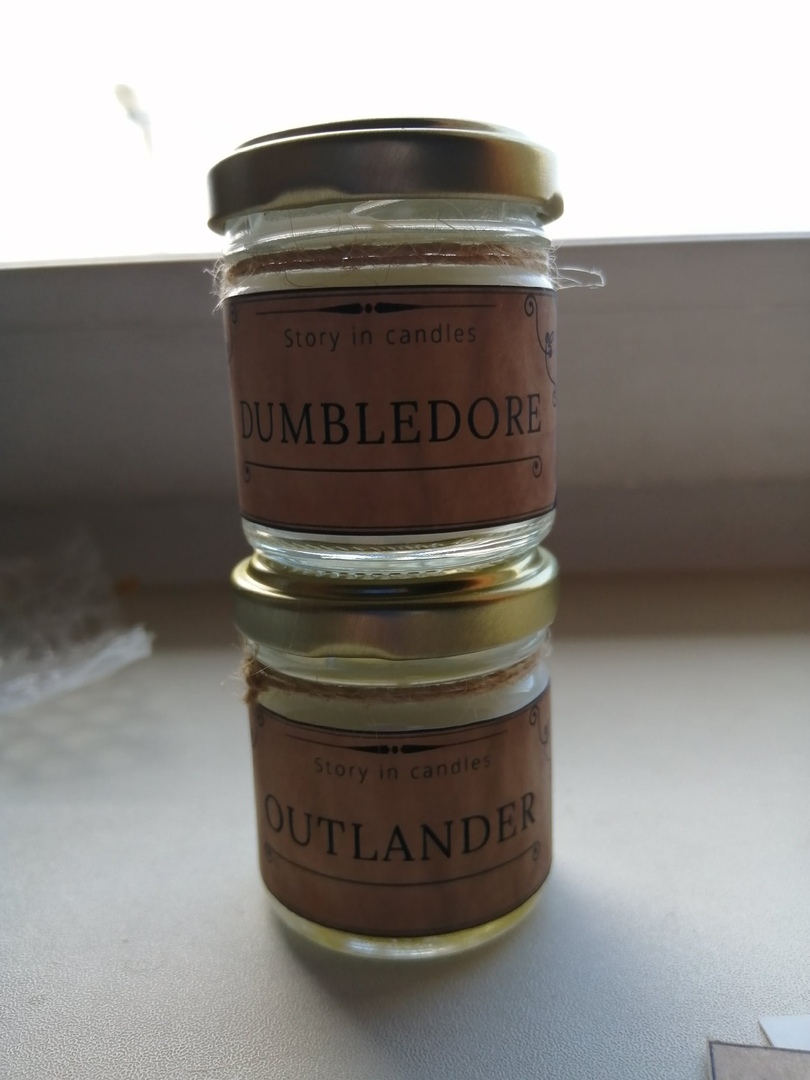 Story in candles
DUMBLEDORE
Story in candles
OUTLANDER